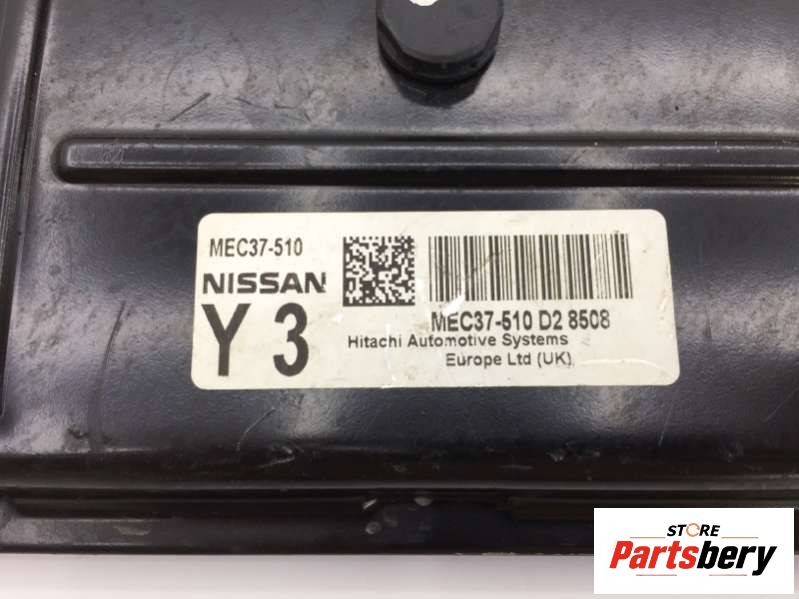 MEC37-510
NISSAN
Y 3
MEC37-510 D2 8508
Hitachi Automotive Systems
Europe Ltd (UK)
STORE
Partsbery